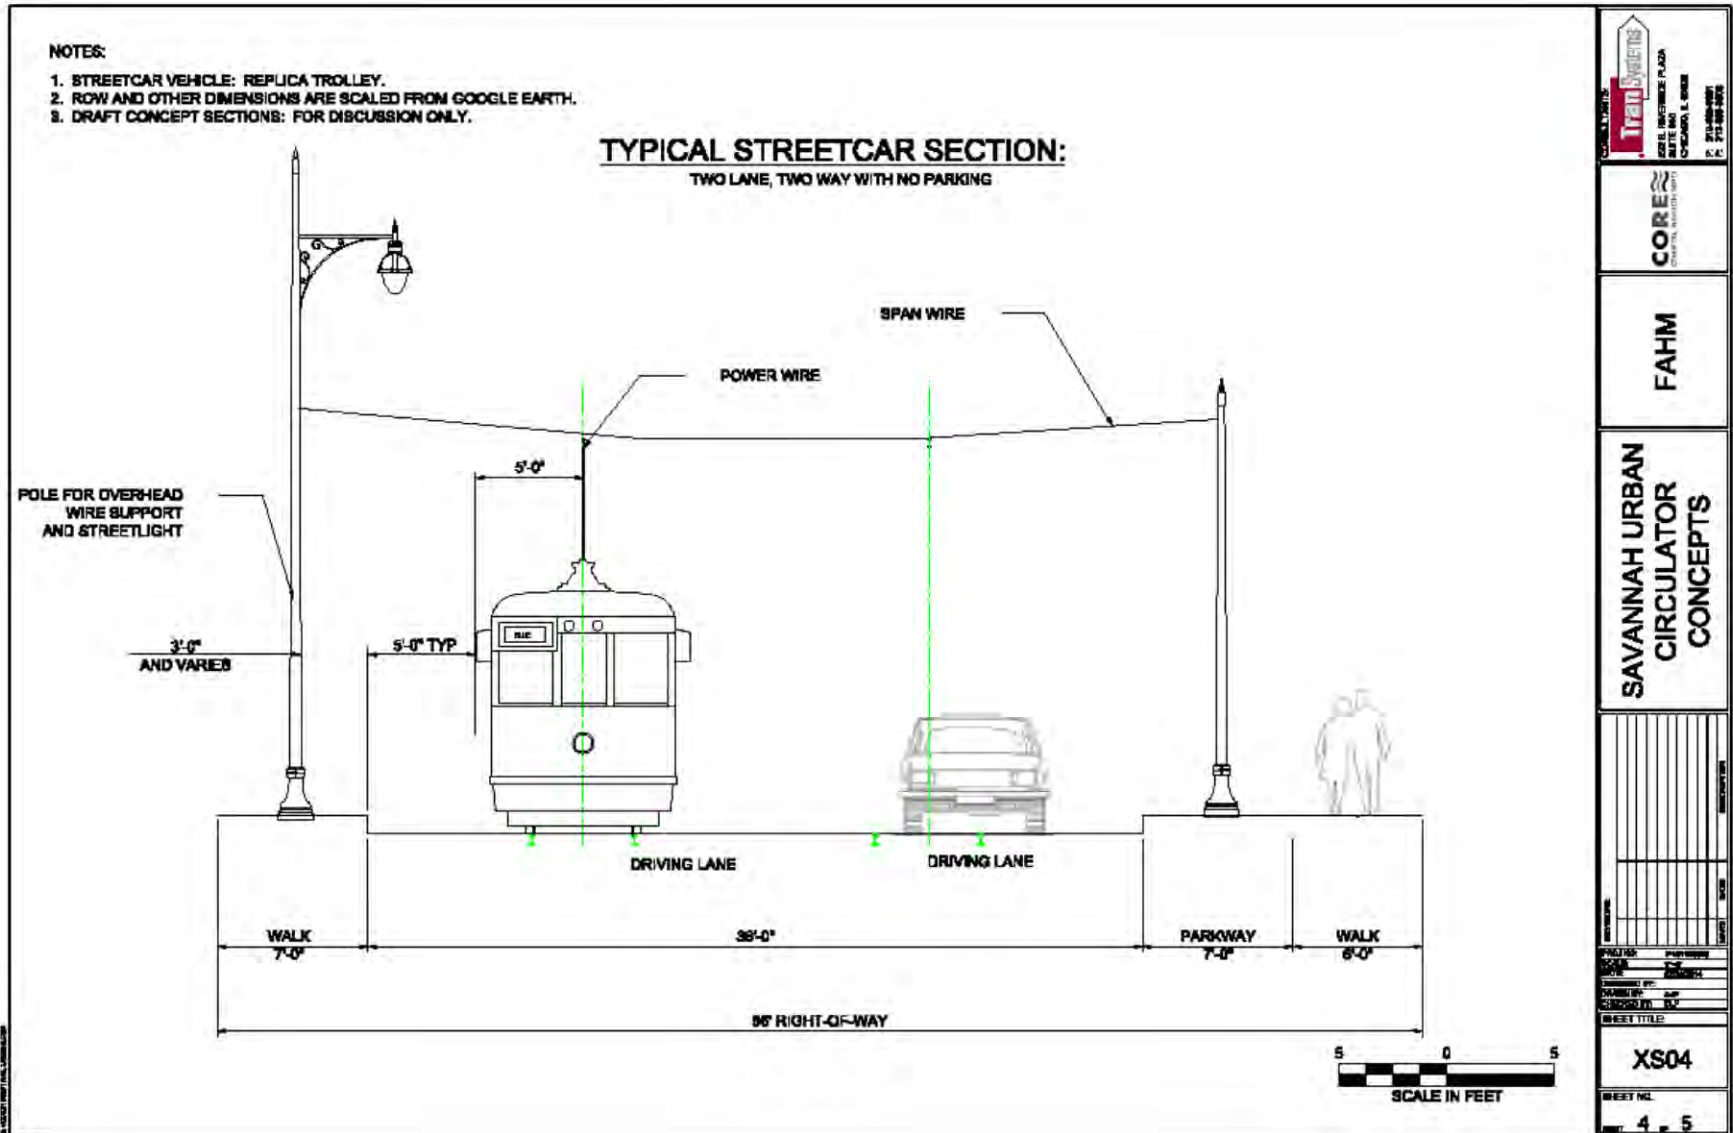 NOTES:
1. STREETCAR VEHICLE: REPLICA TROLLEY.
2. ROW AND OTHER DIMENSIONS ARE SCALED FROM GOOGLE EARTH.
3. DRAFT CONCEPT SECTIONS: FOR DISCUSSION ONLY.
TYPICAL STREETCAR SECTION:
TWO LANE, TWO WAY WITH NO PARKING
SPAN WIRE
POWER WIRE
5'-0"
POLE FOR OVERHEAD
WIRE SUPPORT
AND STREETLIGHT
3'-0"
AND VARIES
5'-0" TYP
DRIVING LANE
DRIVING LANE
WALK
7'-0"
36'-0"
PARKWAY
7'-0"
WALK
6'-0"
56' RIGHT-OF-WAY
5 0 5
SCALE IN FEET
TranSystems
SUITE
CHICAGO, IL
CORE
FAHM
SAVANNAH URBAN
CIRCULATOR
CONCEPTS
SHEET TITLE:
XS04
SHEET NO.
4 5